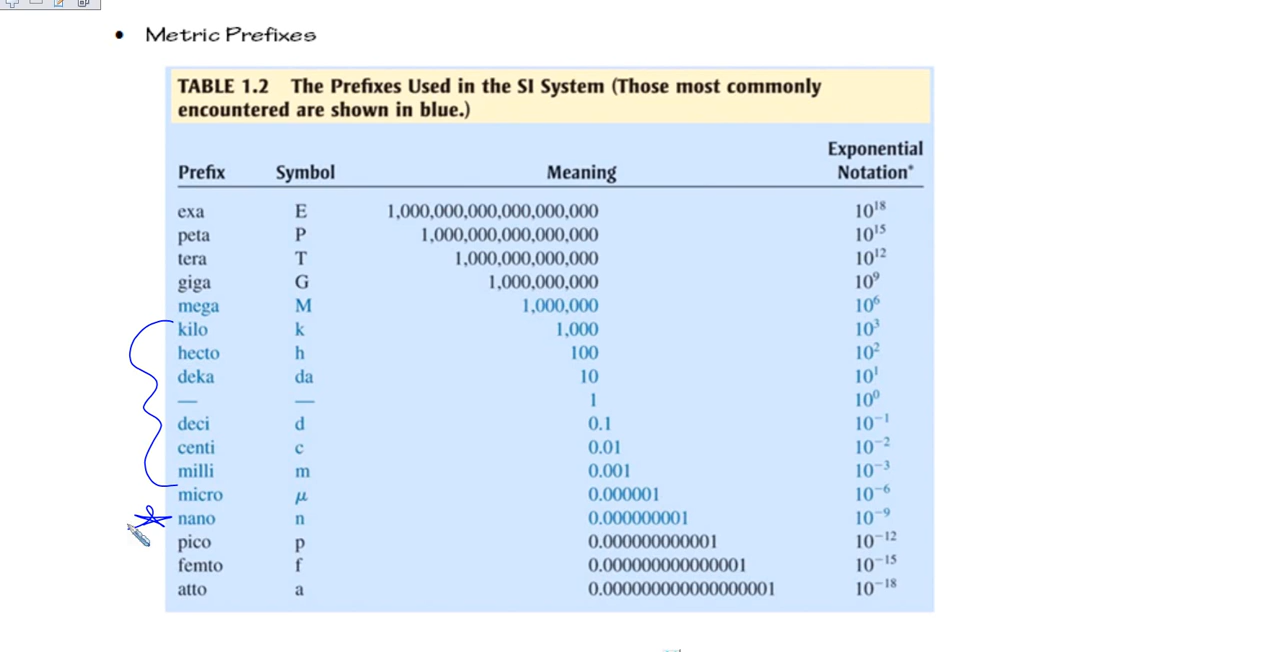 • Metric Prefixes
TABLE 1.2 The Prefixes Used in the SI System (Those most commonly
encountered are shown in blue.)
Prefix Symbol Meaning Exponential Notation*
exa E 1,000,000,000,000,000,000 10¹⁸
peta P 1,000,000,000,000,000 10¹⁵
tera T 1,000,000,000,000 10¹²
giga G 1,000,000,000 10⁹
mega M 1,000,000 10⁶
kilo k 1,000 10³
hecto h 100 10²
deka da 10 10¹
— — 1 10⁰
deci d 0.1 10⁻¹
centi c 0.01 10⁻²
milli m 0.001 10⁻³
micro μ 0.000001 10⁻⁶
nano n 0.000000001 10⁻⁹
pico p 0.000000000001 10⁻¹²
femto f 0.000000000000001 10⁻¹⁵
atto a 0.000000000000000001 10⁻¹⁸